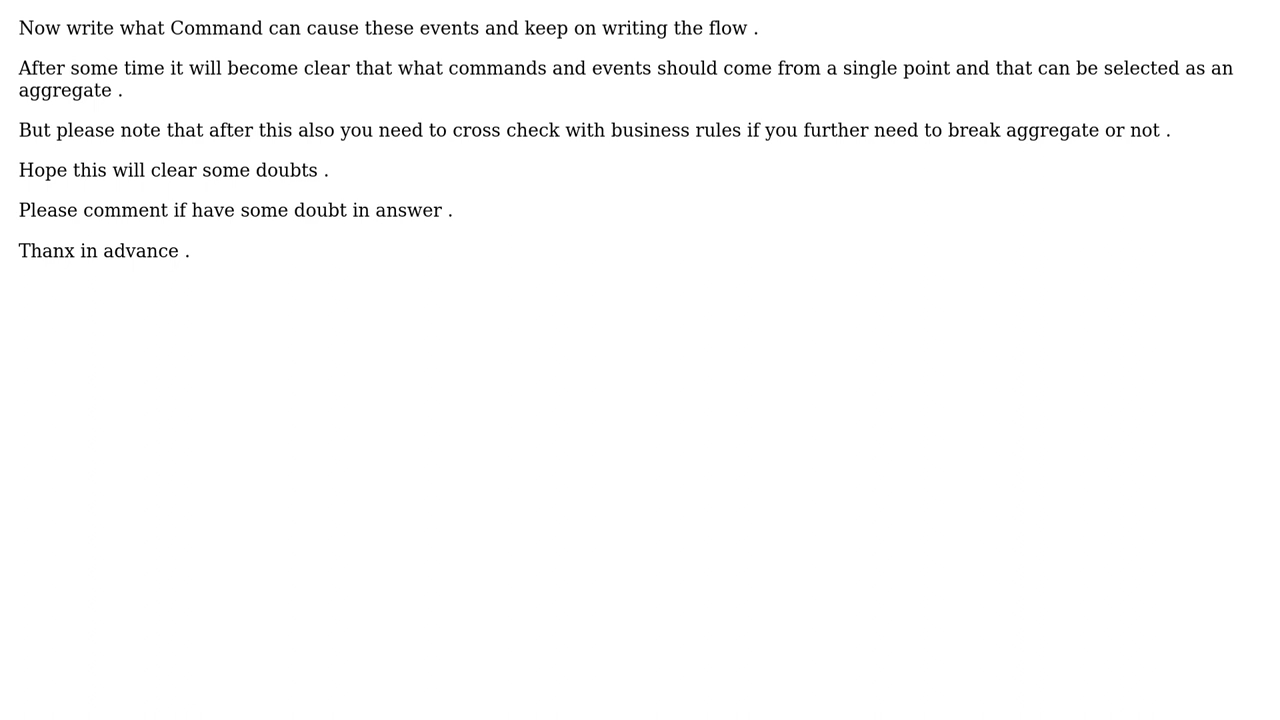 Now write what Command can cause these events and keep on writing the flow .
After some time it will become clear that what commands and events should come from a single point and that can be selected as an
aggregate .
But please note that after this also you need to cross check with business rules if you further need to break aggregate or not .
Hope this will clear some doubts .
Please comment if have some doubt in answer .
Thanx in advance .